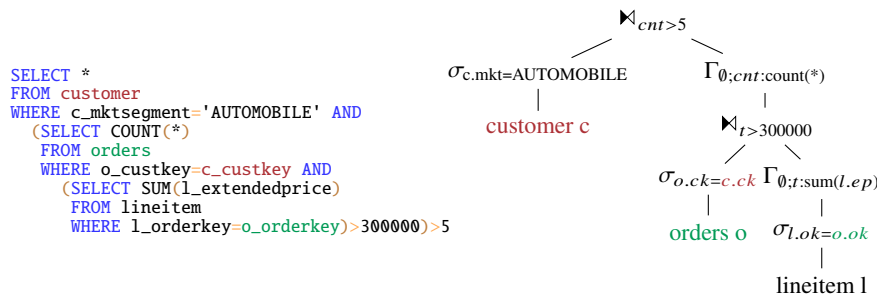 SELECT *
FROM customer
WHERE c_mktsegment='AUTOMOBILE' AND
(SELECT COUNT(*)
FROM orders
WHERE o_custkey=c_custkey AND
(SELECT SUM(l_extendedprice)
FROM lineitem
WHERE l_orderkey=o_orderkey)>300000)>5
⧑cnt>5
σc.mkt=AUTOMOBILE Γ∅;cnt:count(*)
customer c
⧑t>300000
σo.ck=c.ck Γ∅;t:sum(l.ep)
orders o σl.ok=o.ok
lineitem l